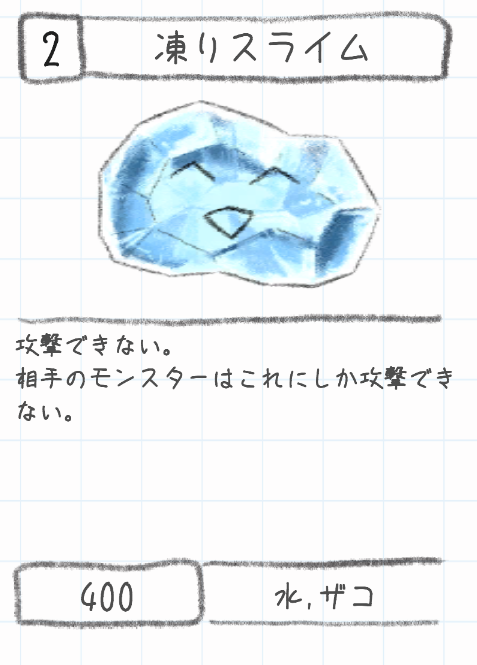 2
凍りスライム
攻撃できない。
相手のモンスターはこれにしか攻撃でき
ない。
400
水,ザコ